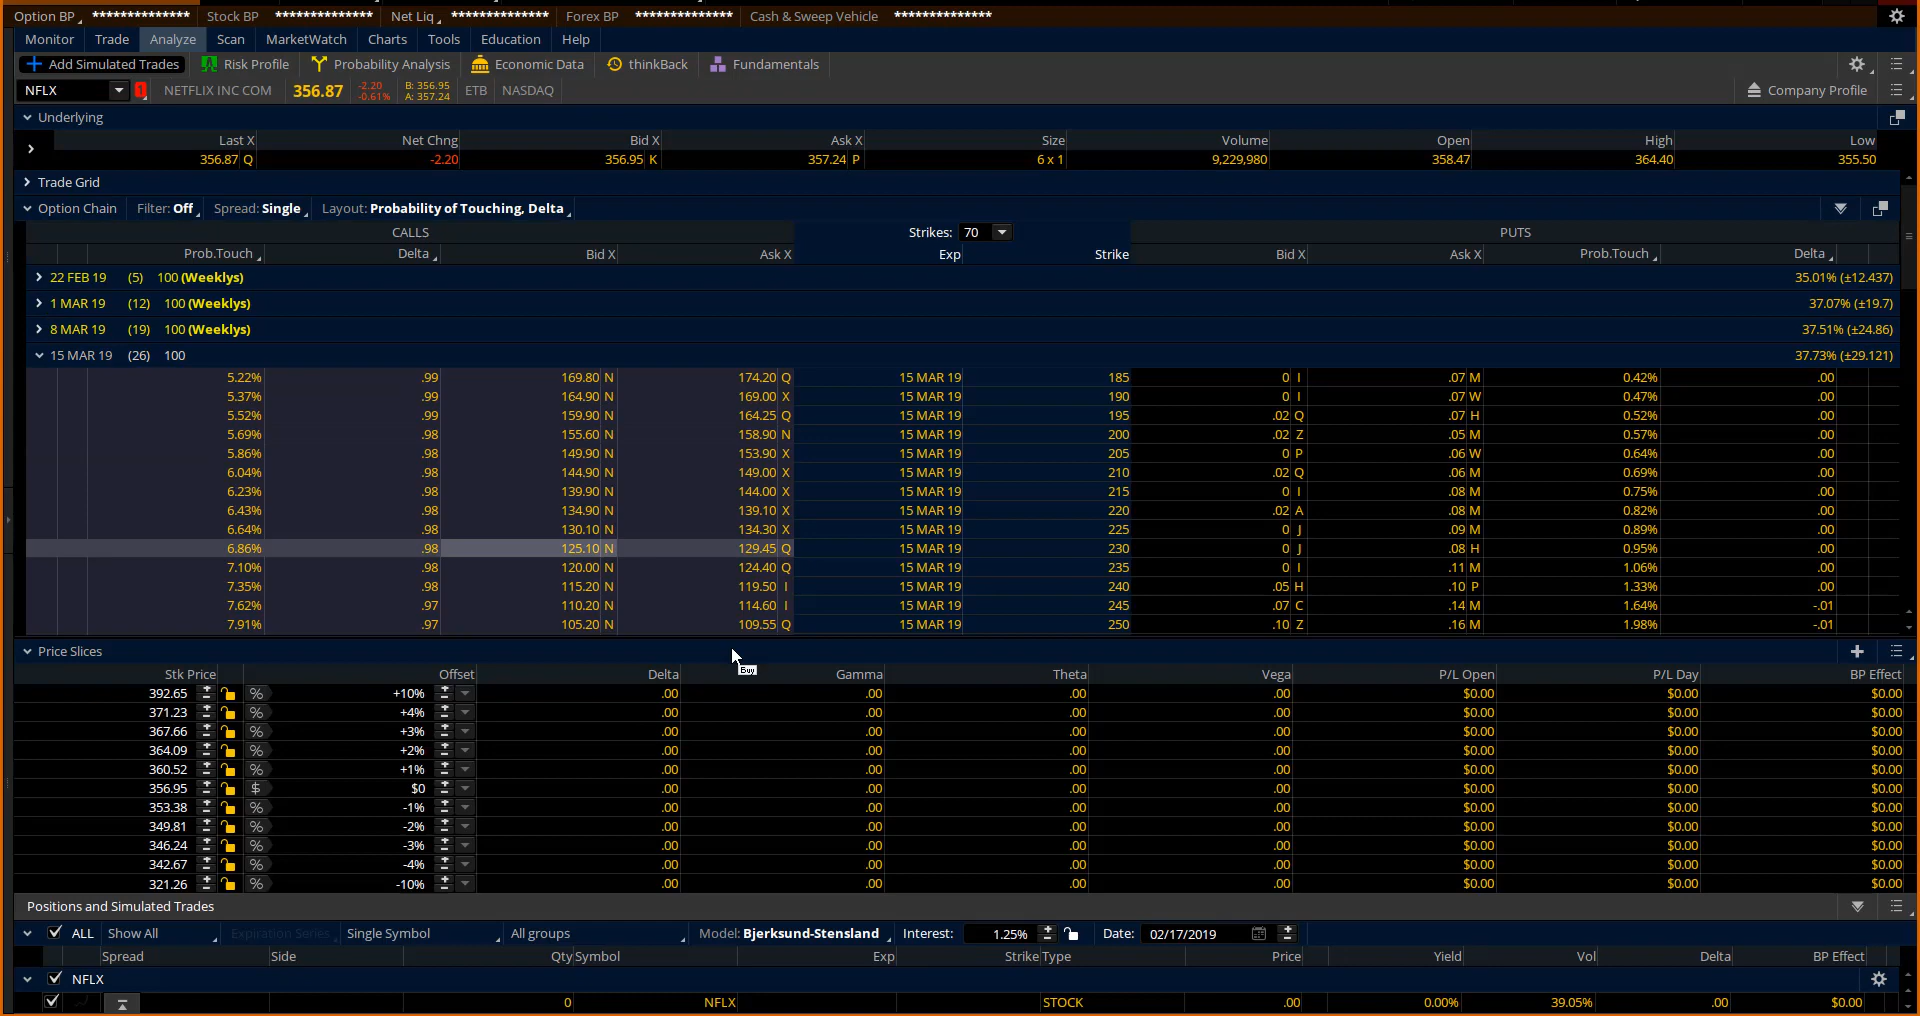 Option BP ************** Stock BP ************** Net Liq ************** Forex BP ************** Cash & Sweep Vehicle **************
Monitor Trade Analyze Scan MarketWatch Charts Tools Education Help
Add Simulated Trades Risk Profile Probability Analysis Economic Data thinkBack Fundamentals
NFLX 1 NETFLIX INC COM 356.87 -2.20 -0.61% B: 356.95 A: 357.24 ETB NASDAQ Company Profile
Underlying
Last X Net Chng Bid X Ask X Size Volume Open High Low
356.87 Q -2.20 356.95 K 357.24 P 6 x 1 9,229,980 358.47 364.40 355.50
Trade Grid
Option Chain Filter: Off Spread: Single Layout: Probability of Touching, Delta
CALLS Strikes: 70 PUTS
Prob.Touch Delta Bid X Ask X Exp Strike Bid X Ask X Prob.Touch Delta
22 FEB 19 (5) 100 (Weeklys) 35.01% (±12.437)
1 MAR 19 (12) 100 (Weeklys) 37.07% (±19.7)
8 MAR 19 (19) 100 (Weeklys) 37.51% (±24.86)
15 MAR 19 (26) 100 37.73% (±29.121)
5.22% .99 169.80 N 174.20 Q 15 MAR 19 185 0 I .07 M 0.42% .00
5.37% .99 164.90 N 169.00 X 15 MAR 19 190 0 I .07 W 0.47% .00
5.52% .99 159.90 N 164.25 Q 15 MAR 19 195 .02 Q .07 H 0.52% .00
5.69% .98 155.60 N 158.90 N 15 MAR 19 200 .02 Z .05 M 0.57% .00
5.86% .98 149.90 N 153.90 X 15 MAR 19 205 0 P .06 W 0.64% .00
6.04% .98 144.90 N 149.00 X 15 MAR 19 210 .02 Q .06 M 0.69% .00
6.23% .98 139.90 N 144.00 X 15 MAR 19 215 0 I .08 M 0.75% .00
6.43% .98 134.90 N 139.10 X 15 MAR 19 220 .02 A .08 M 0.82% .00
6.64% .98 130.10 N 134.30 X 15 MAR 19 225 0 J .09 M 0.89% .00
6.86% .98 125.10 N 129.45 Q 15 MAR 19 230 0 J .08 H 0.95% .00
7.10% .98 120.00 N 124.40 Q 15 MAR 19 235 0 I .11 M 1.06% .00
7.35% .98 115.20 N 119.50 I 15 MAR 19 240 .05 H .10 P 1.33% .00
7.62% .97 110.20 N 114.60 I 15 MAR 19 245 .07 C .14 M 1.64% -.01
7.91% .97 105.20 N 109.55 Q 15 MAR 19 250 .10 Z .16 M 1.98% -.01
Price Slices
Buy
Stk Price Offset Delta Gamma Theta Vega P/L Open P/L Day BP Effect
392.65 % +10% .00 .00 .00 .00 $0.00 $0.00 $0.00
371.23 % +4% .00 .00 .00 .00 $0.00 $0.00 $0.00
367.66 % +3% .00 .00 .00 .00 $0.00 $0.00 $0.00
364.09 % +2% .00 .00 .00 .00 $0.00 $0.00 $0.00
360.52 % +1% .00 .00 .00 .00 $0.00 $0.00 $0.00
356.95 $ $0 .00 .00 .00 .00 $0.00 $0.00 $0.00
353.38 % -1% .00 .00 .00 .00 $0.00 $0.00 $0.00
349.81 % -2% .00 .00 .00 .00 $0.00 $0.00 $0.00
346.24 % -3% .00 .00 .00 .00 $0.00 $0.00 $0.00
342.67 % -4% .00 .00 .00 .00 $0.00 $0.00 $0.00
321.26 % -10% .00 .00 .00 .00 $0.00 $0.00 $0.00
Positions and Simulated Trades
ALL Show All Expiration Series Single Symbol All groups Model: Bjerksund-Stensland Interest: 1.25% Date: 02/17/2019
Spread Side Qty Symbol Exp Strike Type Price Yield Vol Delta BP Effect
NFLX
0 NFLX STOCK .00 0.00% 39.05% .00 $0.00